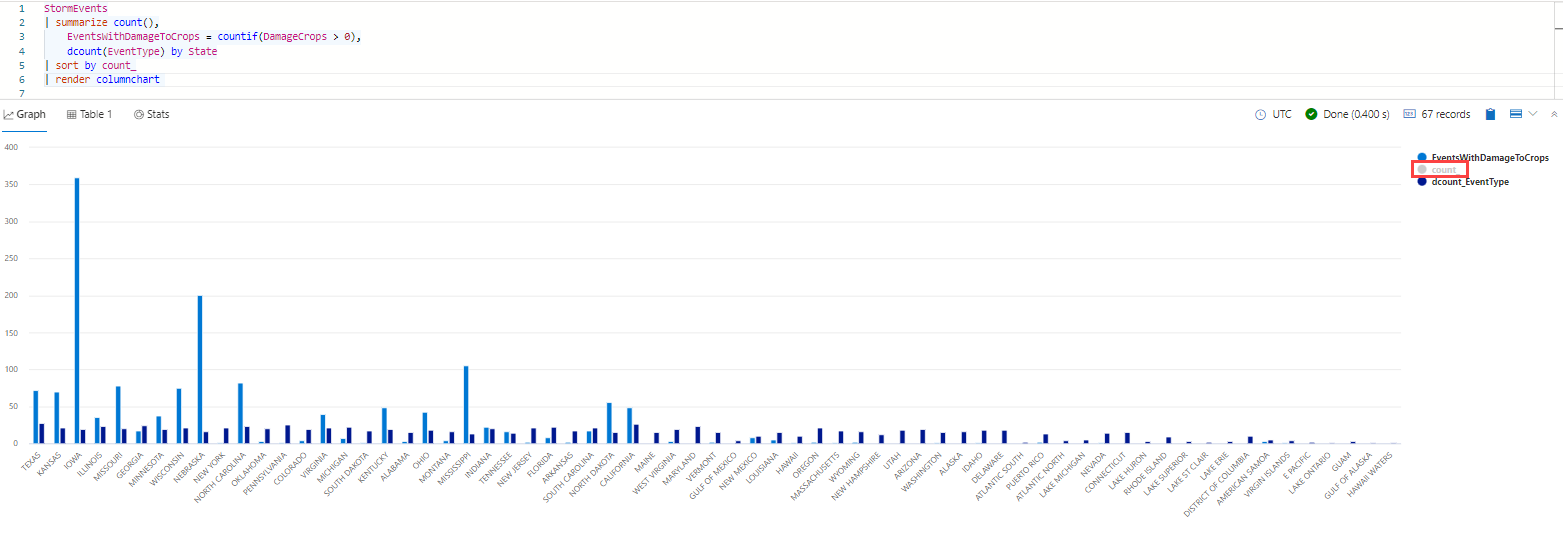 1 StormEvents
2 | summarize count(),
3 EventsWithDamageToCrops = countif(DamageCrops > 0),
4 dcount(EventType) by State
5 | sort by count_
6 | render columnchart
7
Graph Table 1 Stats UTC Done (0.400 s) 67 records
400
350
300
250
200
150
100
50
0
EventsWithDamageToCrops
count_
dcount_EventType
TEXAS
KANSAS
IOWA
ILLINOIS
MISSOURI
GEORGIA
MINNESOTA
WISCONSIN
NEBRASKA
NEW YORK
NORTH CAROLINA
OKLAHOMA
PENNSYLVANIA
COLORADO
VIRGINIA
MICHIGAN
SOUTH DAKOTA
KENTUCKY
ALABAMA
OHIO
MONTANA
MISSISSIPPI
INDIANA
TENNESSEE
NEW JERSEY
FLORIDA
ARKANSAS
SOUTH CAROLINA
NORTH DAKOTA
CALIFORNIA
MAINE
WEST VIRGINIA
MARYLAND
VERMONT
GULF OF MEXICO
NEW MEXICO
LOUISIANA
HAWAII
OREGON
MASSACHUSETTS
WYOMING
NEW HAMPSHIRE
UTAH
ARIZONA
WASHINGTON
ALASKA
IDAHO
DELAWARE
ATLANTIC SOUTH
PUERTO RICO
ATLANTIC NORTH
LAKE MICHIGAN
NEVADA
CONNECTICUT
LAKE HURON
RHODE ISLAND
LAKE SUPERIOR
LAKE ST CLAIR
LAKE ERIE
DISTRICT OF COLUMBIA
AMERICAN SAMOA
VIRGIN ISLANDS
E PACIFIC
LAKE ONTARIO
GUAM
GULF OF ALASKA
HAWAII WATERS